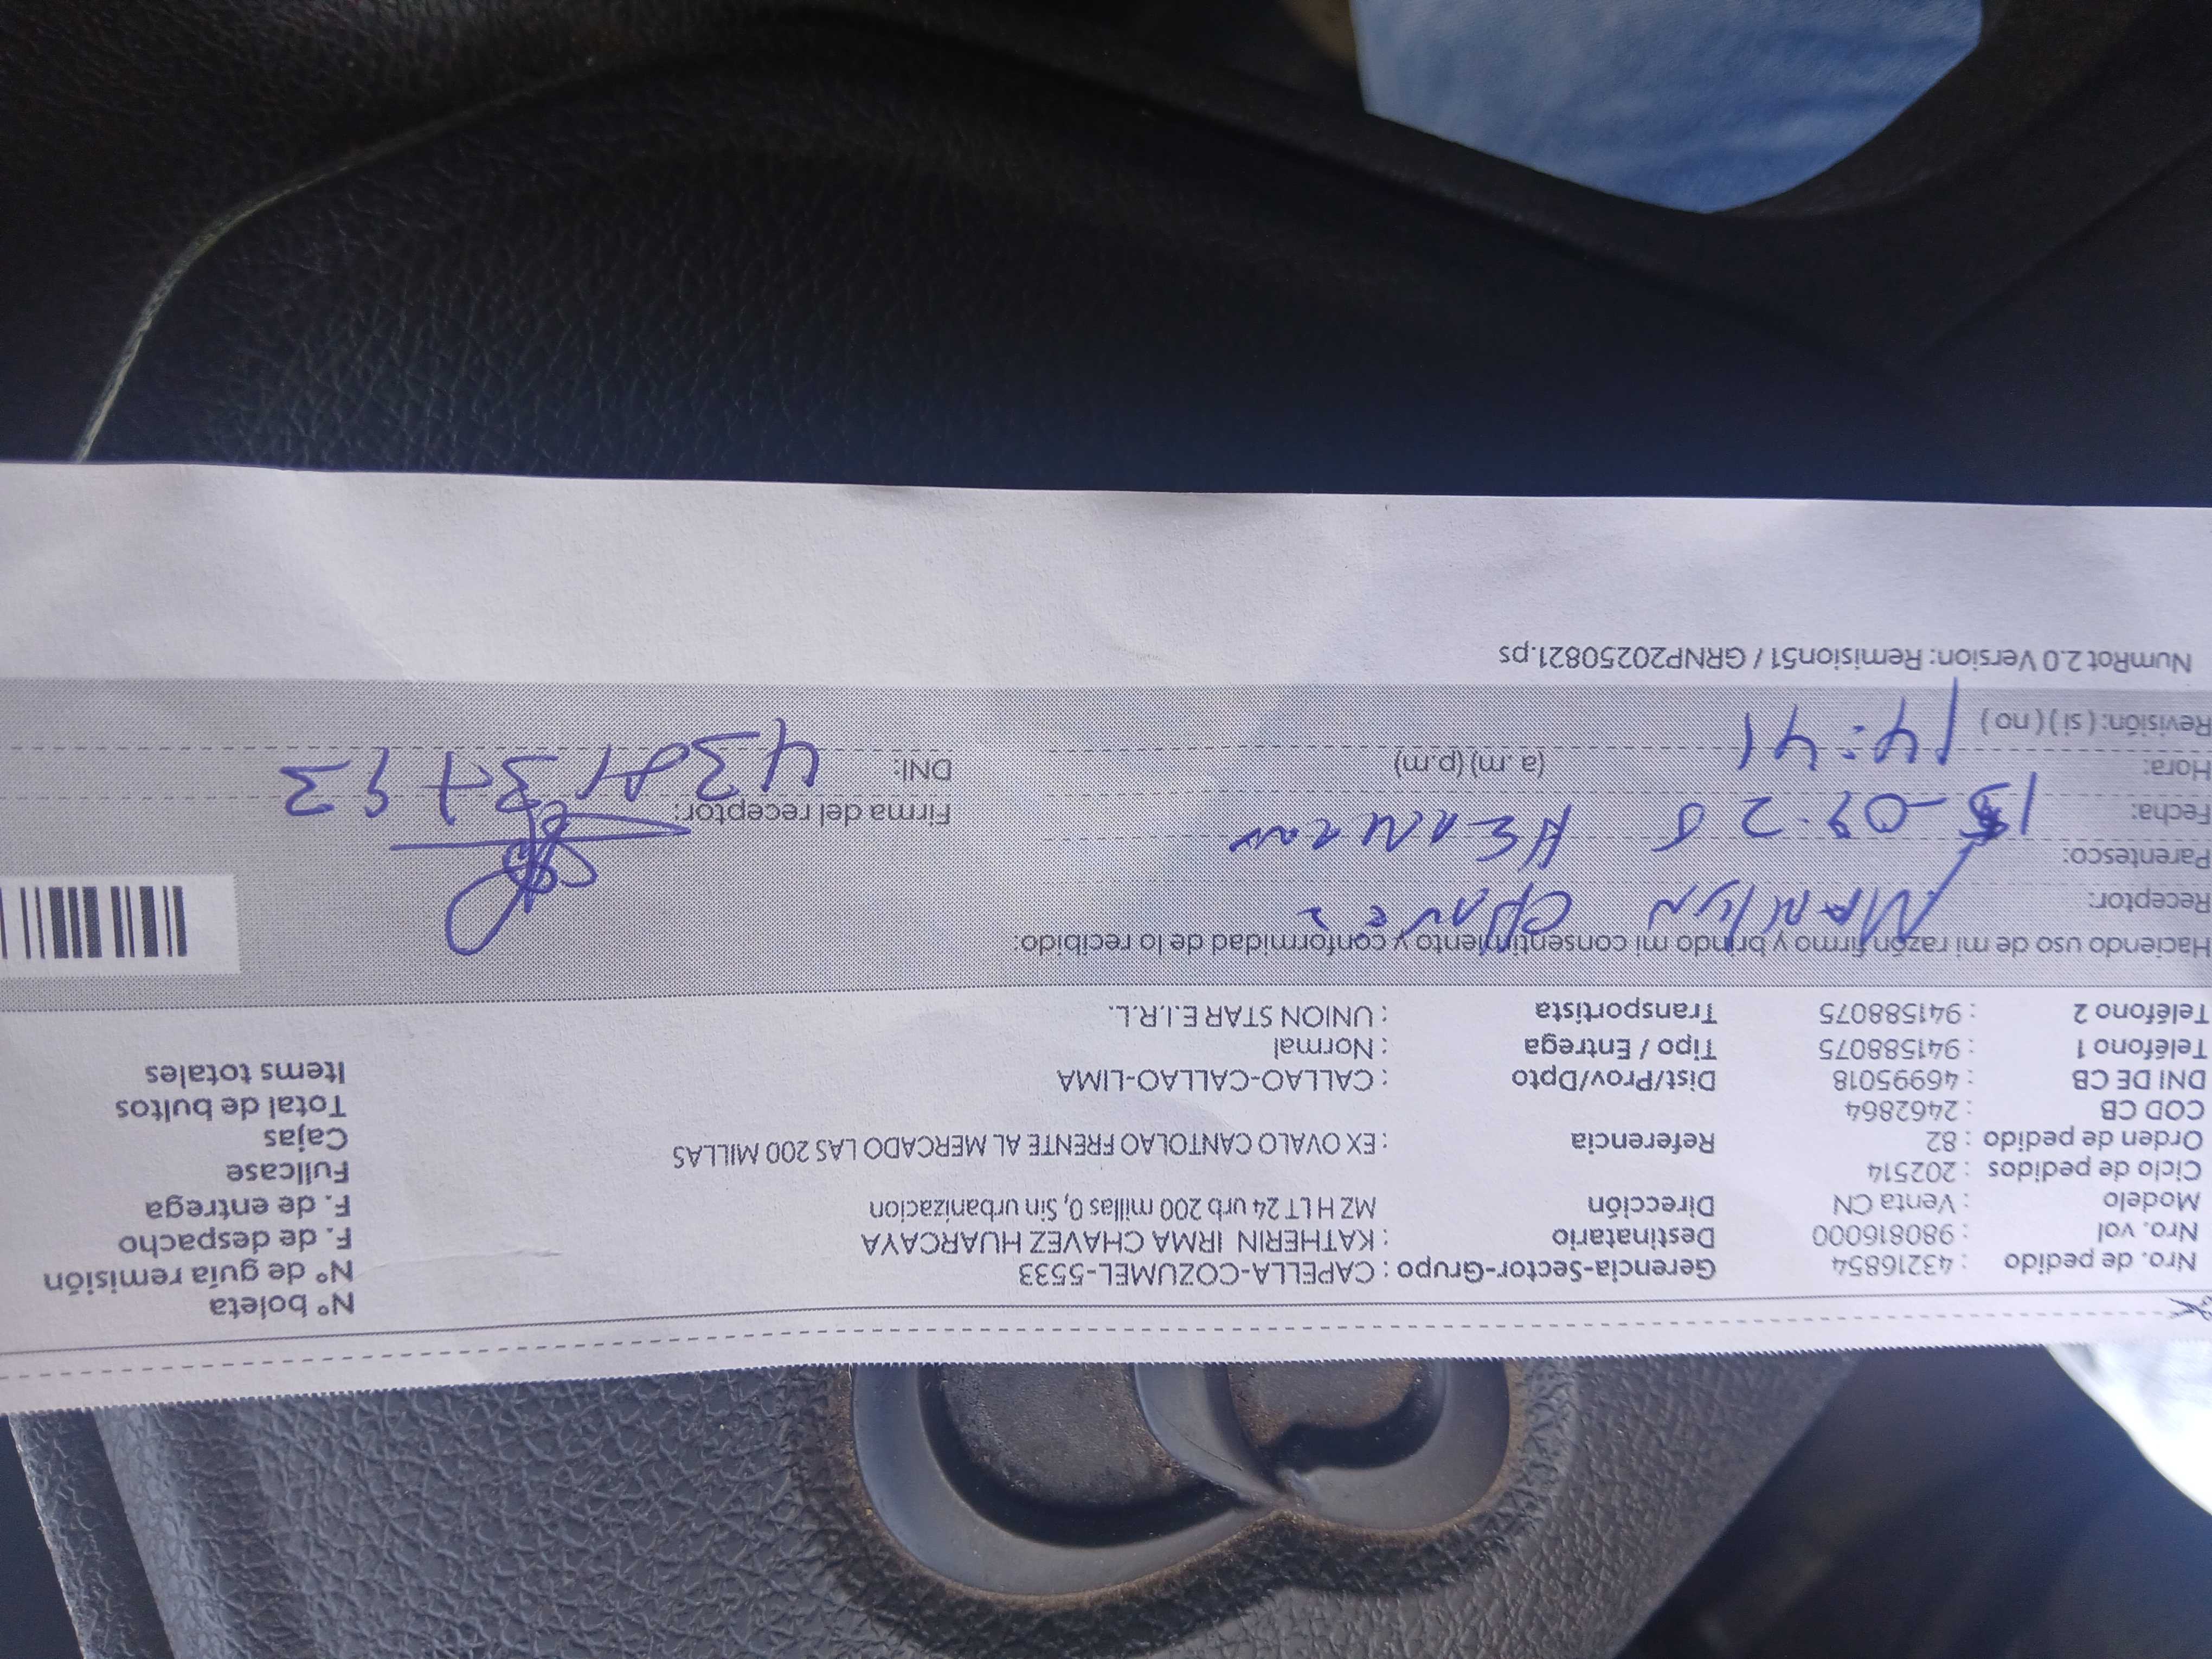 Nro. de pedido : 43216854 Gerencia-Sector-Grupo : CAPELLA-COZUMEL-5533 N° boleta
Nro. vol : 980816000 Destinatario : KATHERIN IRMA CHAVEZ HUARCAYA N° de guía remisión
Modelo : Venta CN Dirección MZ H LT 24 urb 200 millas 0, Sin urbanizacion F. de despacho
Ciclo de pedidos : 202514 F. de entrega
Orden de pedido : 82 Referencia : EX OVALO CANTOLAO FRENTE AL MERCADO LAS 200 MILLAS Fullcase
COD CB : 2462864 Cajas
DNI DE CB : 46995018 Dist/Prov/Dpto : CALLAO-CALLAO-LIMA Total de bultos
Teléfono 1 : 941588075 Tipo / Entrega : Normal Items totales
Teléfono 2 : 941588075 Transportista : UNION STAR E.I.R.L.
Haciendo uso de mi razón firmo y brindo mi consentimiento y conformidad de lo recibido:
Receptor: CHAVEZ
Parentesco:
Fecha: -09-25 Firma del receptor:
Hora: 14:41 (a. m) (p.m) DNI:
Revisión: ( si ) ( no )
NumRot 2.0 Version: Remision51 / GRNP20250821.ps